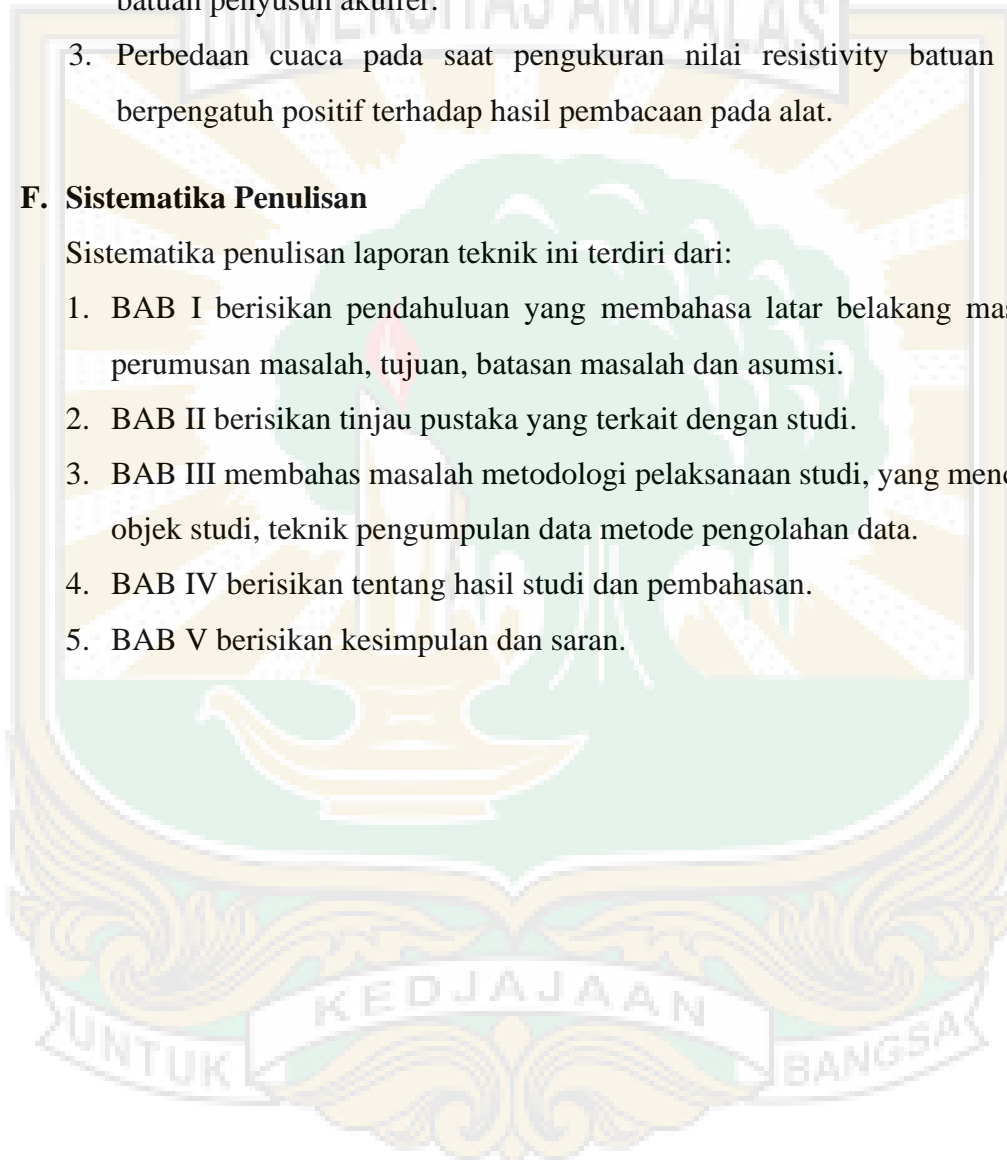 UNIVERSITAS ANDALAS
batuan penyusun akuifer.
3. Perbedaan cuaca pada saat pengukuran nilai resistivity batuan
berpengatuh positif terhadap hasil pembacaan pada alat.
F. Sistematika Penulisan
Sistematika penulisan laporan teknik ini terdiri dari:
1. BAB I berisikan pendahuluan yang membahasa latar belakang mas
perumusan masalah, tujuan, batasan masalah dan asumsi.
2. BAB II berisikan tinjau pustaka yang terkait dengan studi.
3. BAB III membahas masalah metodologi pelaksanaan studi, yang menc
objek studi, teknik pengumpulan data metode pengolahan data.
4. BAB IV berisikan tentang hasil studi dan pembahasan.
5. BAB V berisikan kesimpulan dan saran.
UNTUK KEDJAJAAN BANGSA